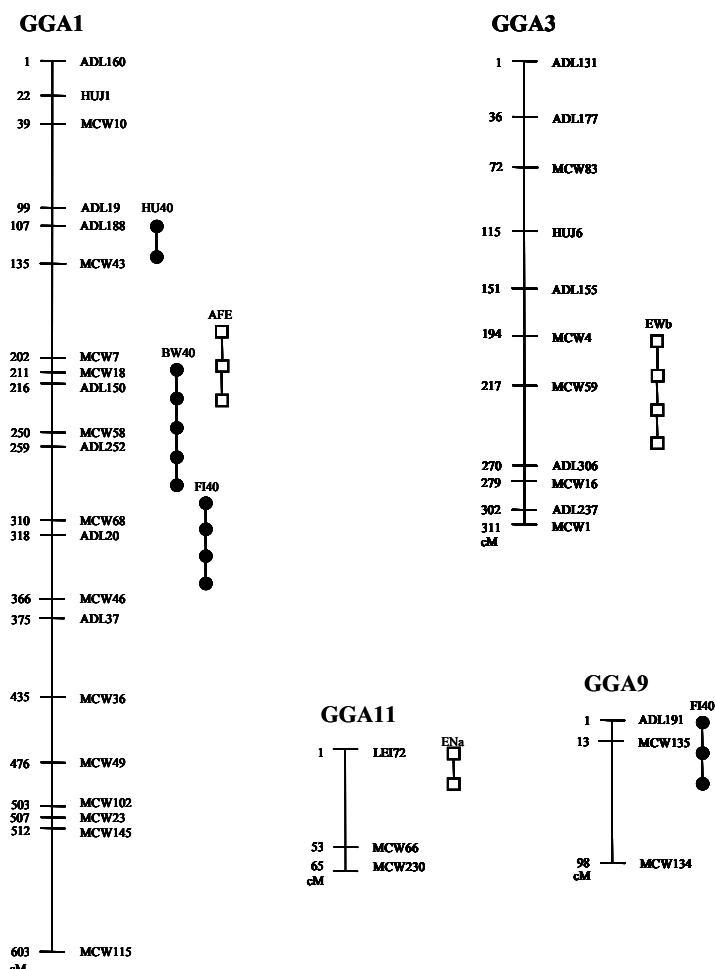 GGA1
1 ADL160
22 HUJ1
39 MCW10
99 ADL19 HU40
107 ADL188
135 MCW43
AFE
BW40
202 MCW7
211 MCW18
216 ADL150
250 MCW58
259 ADL252
FI40
310 MCW68
318 ADL20
366 MCW46
375 ADL37
435 MCW36
476 MCW49
503 MCW102
507 MCW23
512 MCW145
603 MCW115
cM
GGA3
1 ADL131
36 ADL177
72 MCW83
115 HUJ6
151 ADL155
EWb
194 MCW4
217 MCW59
270 ADL306
279 MCW16
302 ADL237
311 MCW1
cM
GGA11
ENa
1 LEI72
53 MCW66
65 MCW230
cM
GGA9
FI40
1 ADL191
13 MCW135
98 MCW134
cM